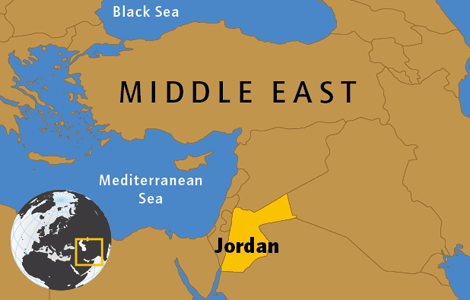 Black Sea
MIDDLE EAST
Mediterranean
Sea
Jordan